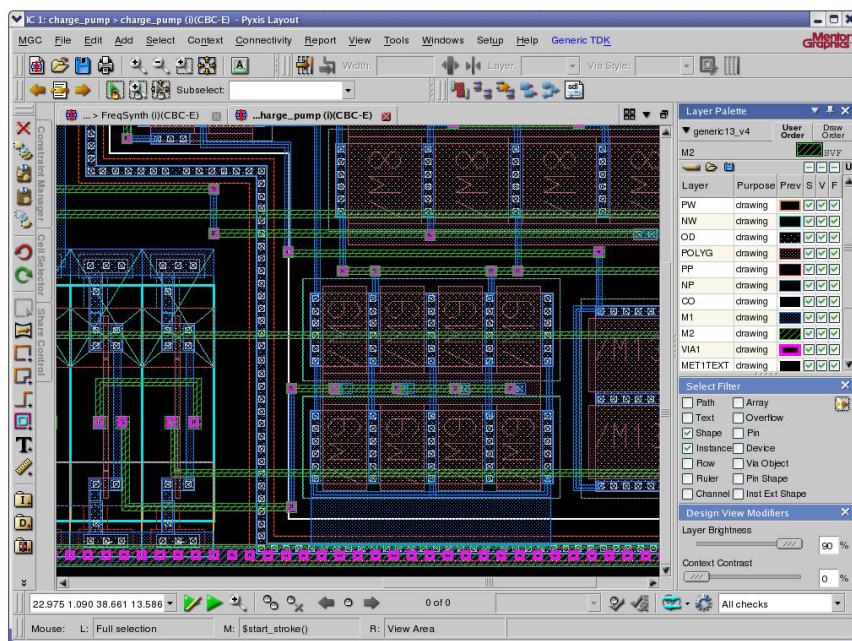 IC 1: charge_pump > charge_pump (i)(CBC-E) - Pyxis Layout
MGC File Edit Add Select Context Connectivity Report View Tools Windows Setup Help Generic TDK
Mentor Graphics
Width: Layer: Via Style:
Subselect:
... > FreqSynth (i)(CBC-E) ...harge_pump (i)(CBC-E)
Constraint Manager
Cell Selector
Share Control
Layer Palette
generic13_v4 User Order Draw Order
M2 SVF
Layer Purpose Prev S V F
PW drawing
NW drawing
OD drawing
POLYG drawing
PP drawing
NP drawing
CO drawing
M1 drawing
M2 drawing
VIA1 drawing
MET1TEXT drawing
Select Filter
Path Array
Text Overflow
Shape Pin
Instance Device
Row Via Object
Ruler Pin Shape
Channel Inst Ext Shape
Design View Modifiers
Layer Brightness
90 %
Context Contrast
0 %
22.975 1.090 38.661 13.586 0 of 0 All checks
Mouse: L: Full selection M: $start_stroke() R: View Area